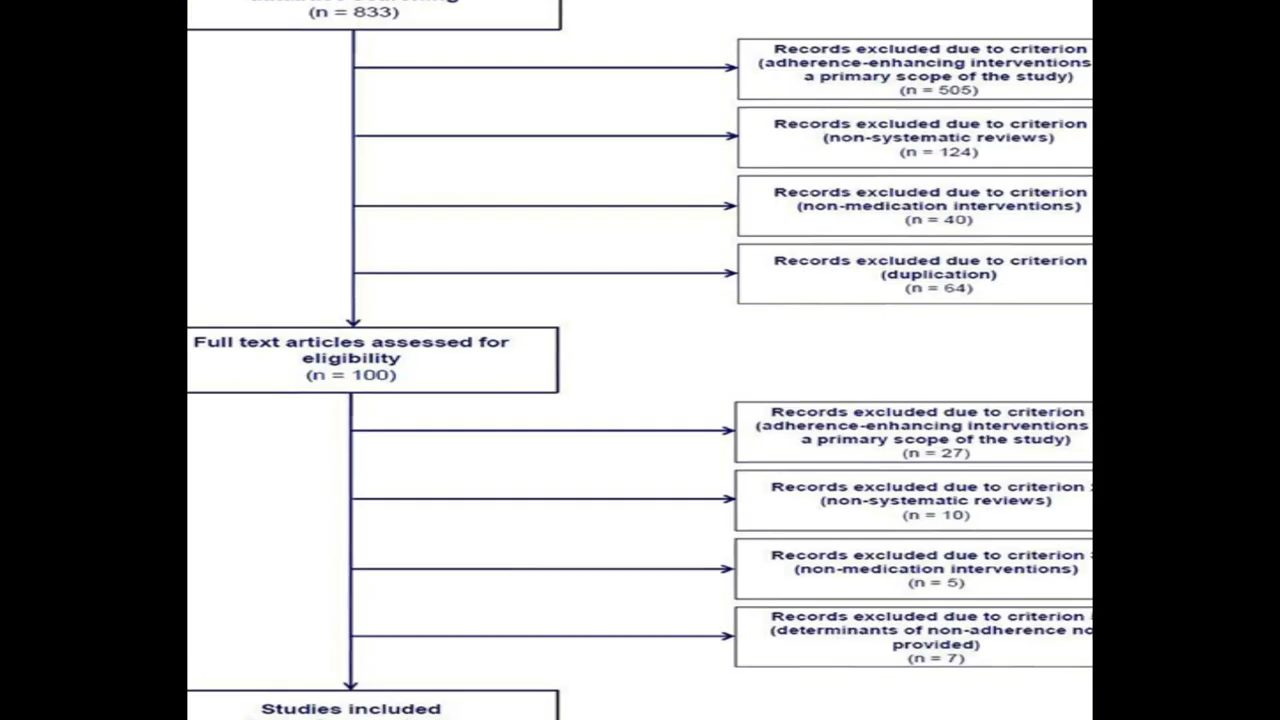 (n = 833)
Records excluded due to criterion
(adherence-enhancing interventions
a primary scope of the study)
(n = 505)
Records excluded due to criterion
(non-systematic reviews)
(n = 124)
Records excluded due to criterion
(non-medication interventions)
(n = 40)
Records excluded due to criterion
(duplication)
(n = 64)
Full text articles assessed for
eligibility
(n = 100)
Records excluded due to criterion
(adherence-enhancing interventions
a primary scope of the study)
(n = 27)
Records excluded due to criterion
(non-systematic reviews)
(n = 10)
Records excluded due to criterion
(non-medication interventions)
(n = 5)
Records excluded due to criterion
(determinants of non-adherence no
provided)
(n = 7)
Studies included